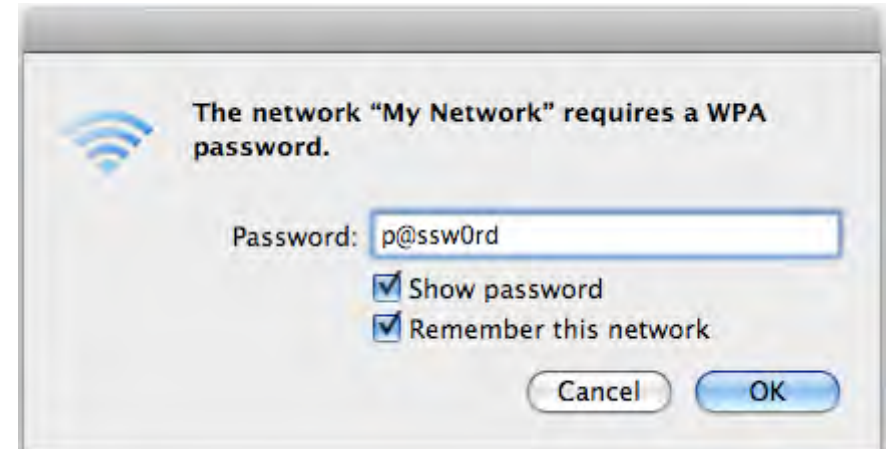 The network “My Network” requires a WPA
password.
Password: p@ssw0rd
Show password
Remember this network
Cancel OK